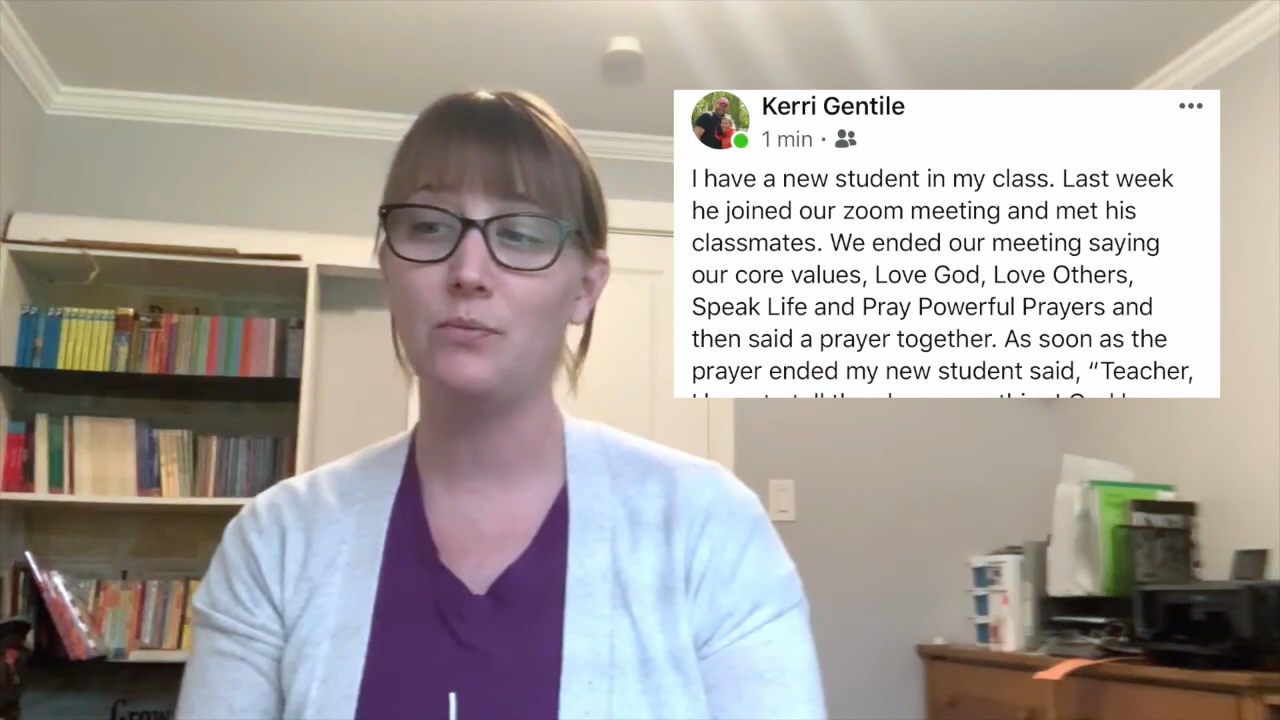 Kerri Gentile
1 min ·
I have a new student in my class. Last week
he joined our zoom meeting and met his
classmates. We ended our meeting saying
our core values, Love God, Love Others,
Speak Life and Pray Powerful Prayers and
then said a prayer together. As soon as the
prayer ended my new student said, “Teacher,
Grow